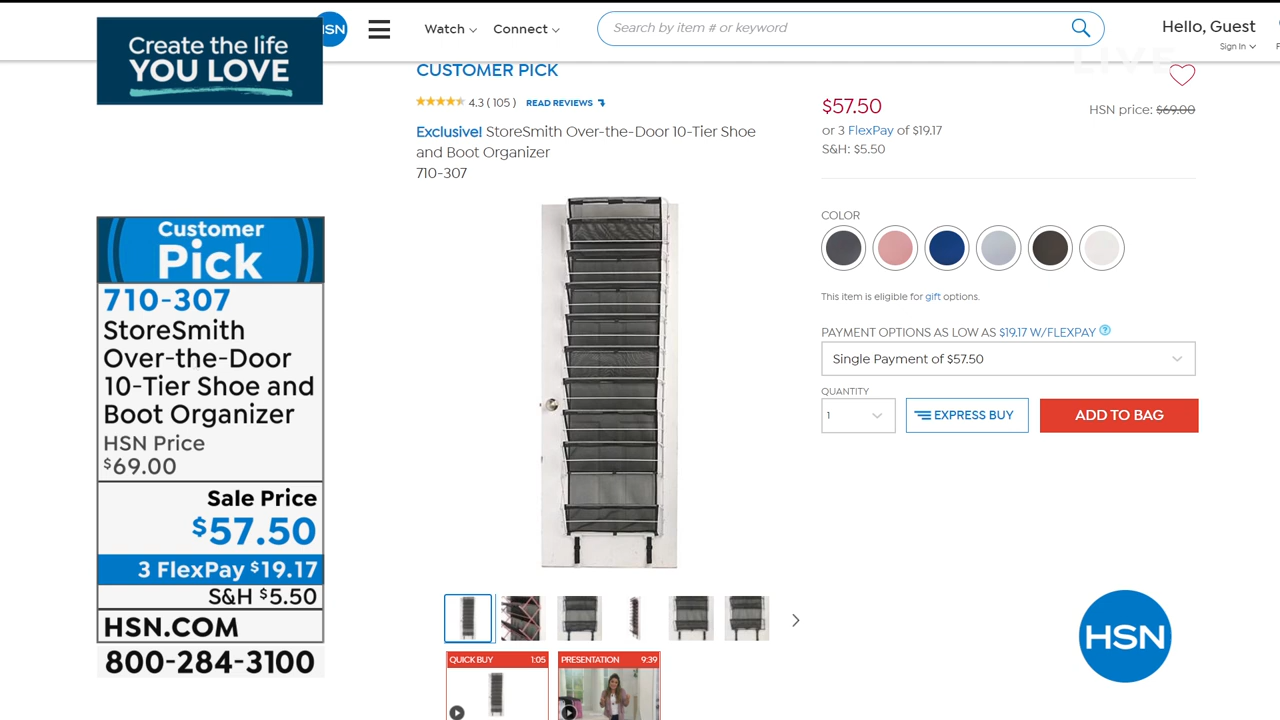 Create the life
YOU LOVE
HSN
Watch
Connect
Search by item # or keyword
Hello, Guest
Sign In
LIVE
CUSTOMER PICK
4.3 (105) READ REVIEWS
Exclusive! StoreSmith Over-the-Door 10-Tier Shoe
and Boot Organizer
710-307
$57.50
HSN price: $69.00
or 3 FlexPay of $19.17
S&H: $5.50
COLOR
This item is eligible for gift options.
PAYMENT OPTIONS AS LOW AS $19.17 W/FLEXPAY ?
Single Payment of $57.50
QUANTITY
1
EXPRESS BUY
ADD TO BAG
Customer
Pick
710-307
StoreSmith
Over-the-Door
10-Tier Shoe and
Boot Organizer
HSN Price
$69.00
Sale Price
$57.50
3 FlexPay $19.17
S&H $5.50
HSN.COM
800-284-3100
QUICK BUY 1:05
PRESENTATION 9:39
HSN